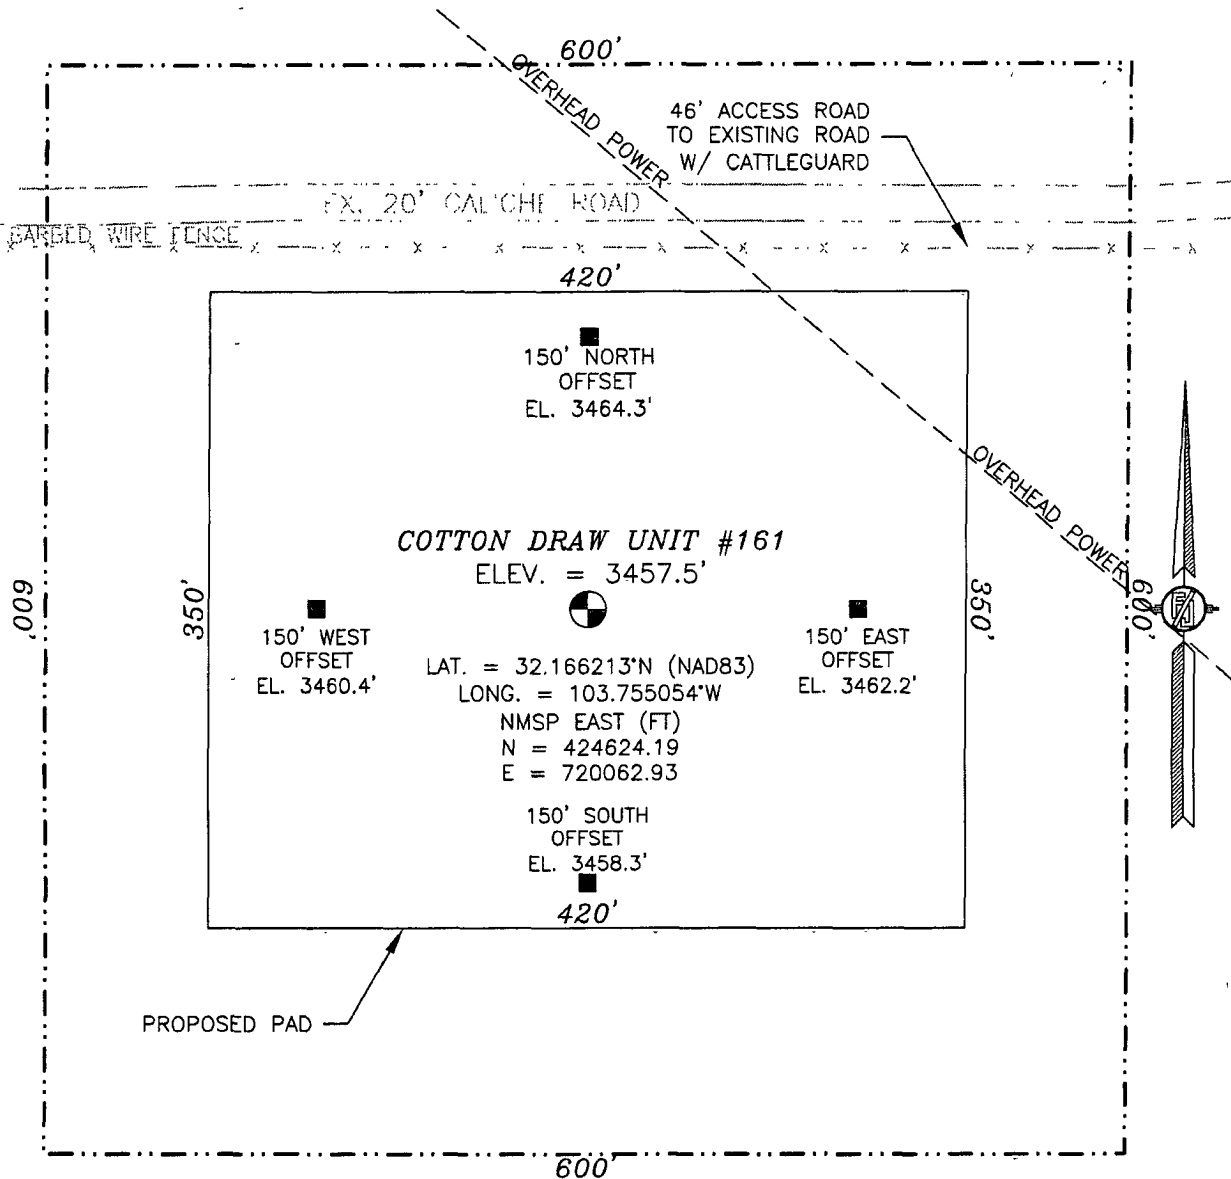 600'
OVERHEAD POWER
46' ACCESS ROAD
TO EXISTING ROAD
W/ CATTLEGUARD
EX. 20' CALICHE ROAD
BARBED WIRE FENCE
420'
150' NORTH
OFFSET
EL. 3464.3'
OVERHEAD POWER
COTTON DRAW UNIT #161
ELEV. = 3457.5'
600'
350'
350'
600'
150' WEST
OFFSET
EL. 3460.4'
150' EAST
OFFSET
EL. 3462.2'
LAT. = 32.166213°N (NAD83)
LONG. = 103.755054°W
NMSP EAST (FT)
N = 424624.19
E = 720062.93
150' SOUTH
OFFSET
EL. 3458.3'
420'
PROPOSED PAD
600'